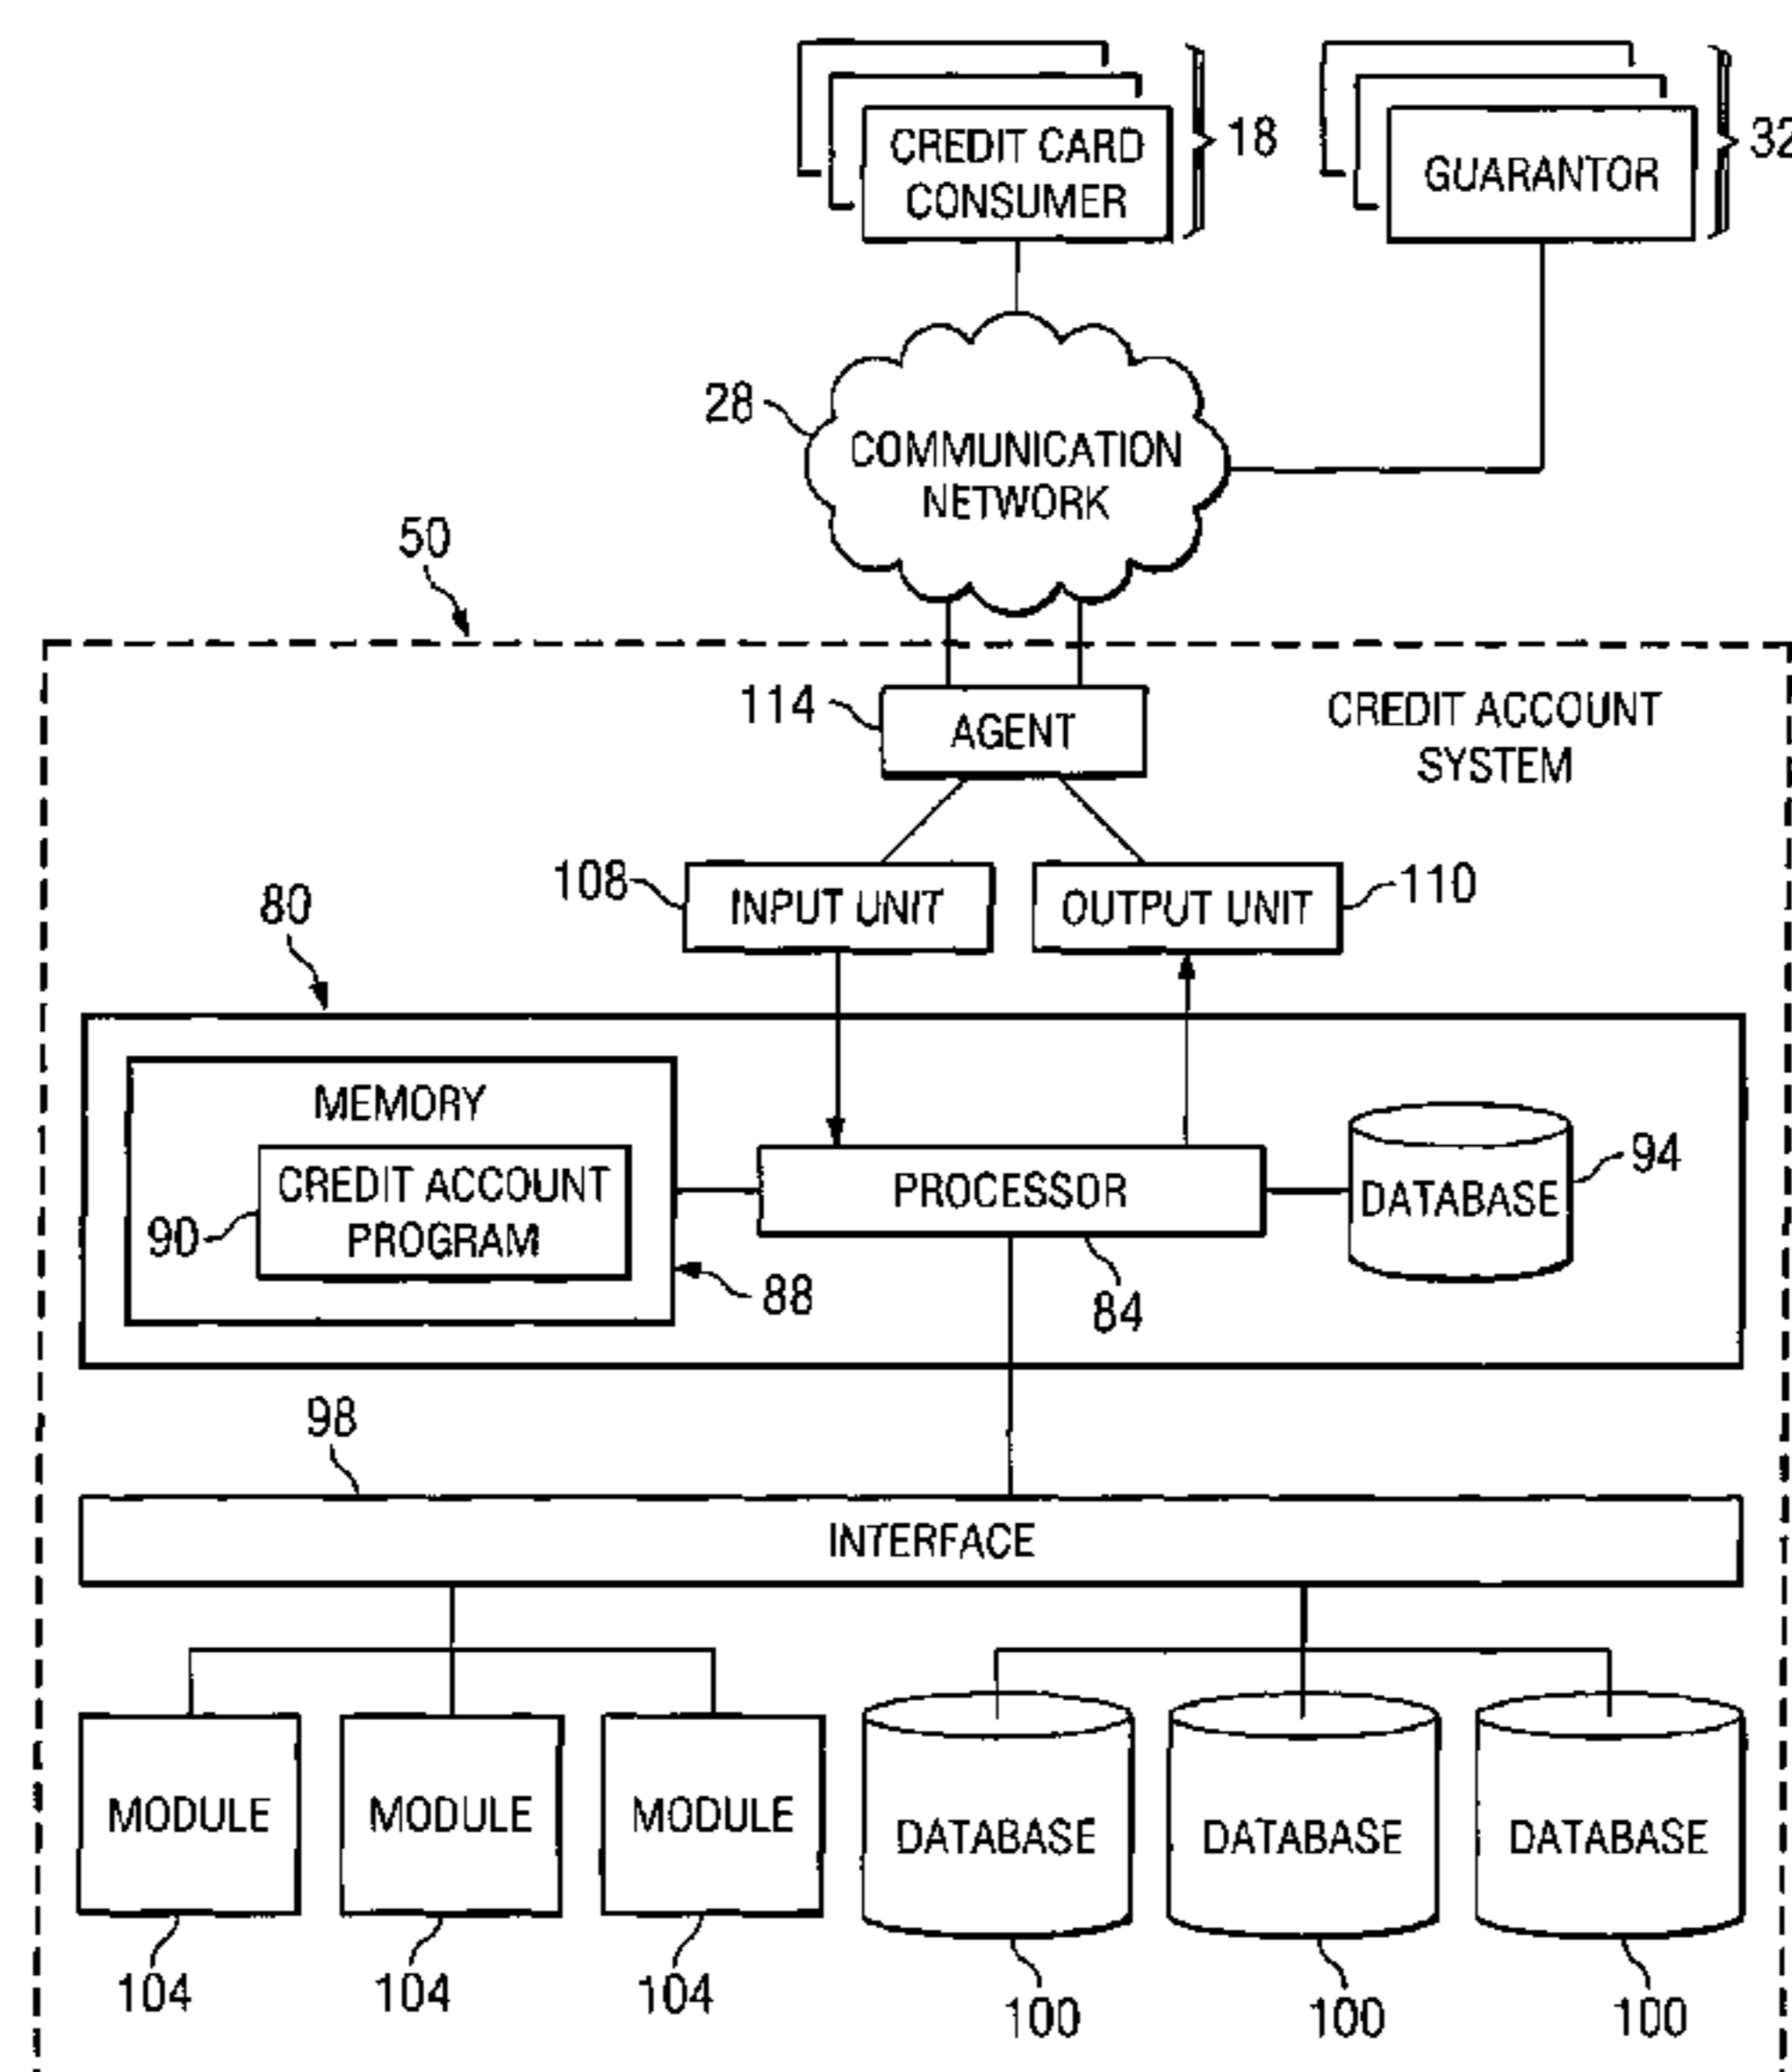 CREDIT CARD
CONSUMER
18
GUARANTOR
32
28
COMMUNICATION
NETWORK
50
114
AGENT
CREDIT ACCOUNT
SYSTEM
108
INPUT UNIT
OUTPUT UNIT
110
80
MEMORY
CREDIT ACCOUNT
PROGRAM
90
88
PROCESSOR
84
DATABASE
94
98
INTERFACE
MODULE
MODULE
MODULE
DATABASE
DATABASE
DATABASE
104
104
104
100
100
100